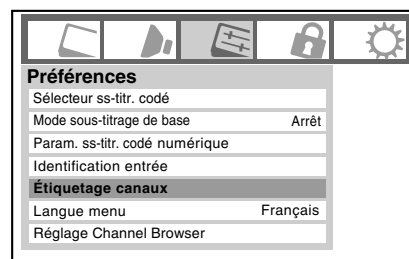 Préférences
Sélecteur ss-titr. codé
Mode sous-titrage de base Arrêt
Param. ss-titr. codé numérique
Identification entrée
Étiquetage canaux
Langue menu Français
Réglage Channel Browser